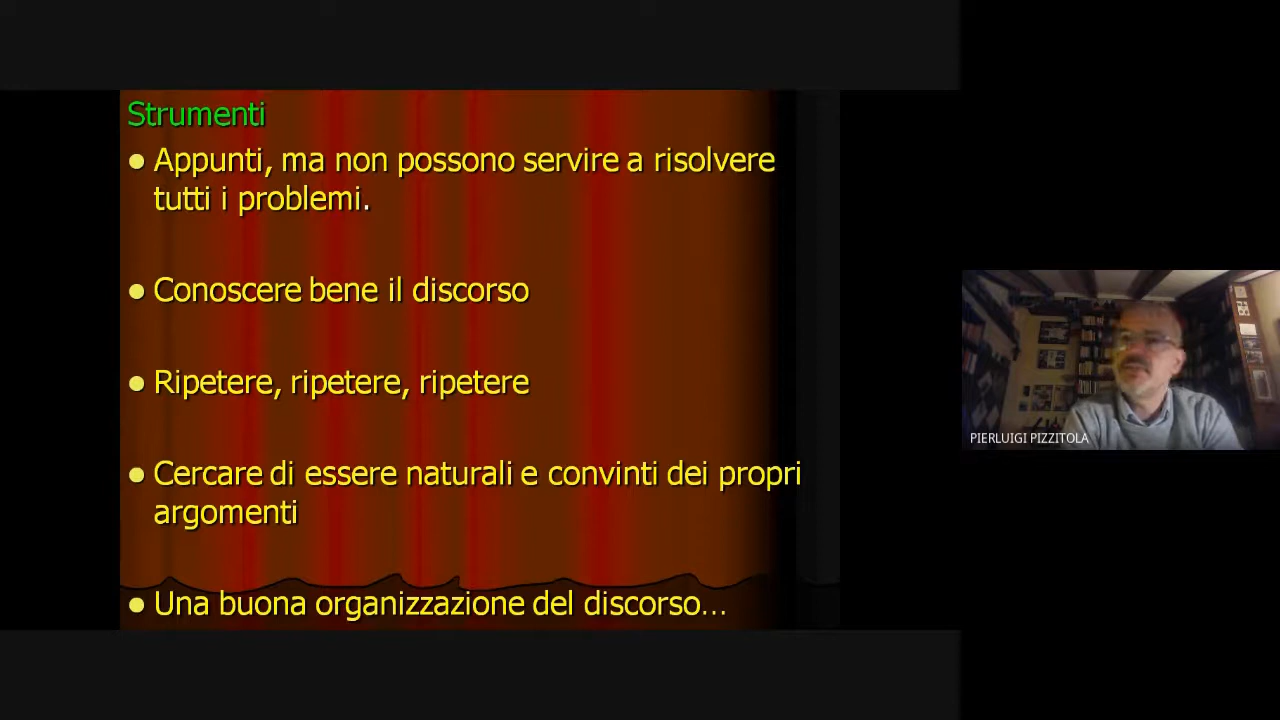 Strumenti
● Appunti, ma non possono servire a risolvere
tutti i problemi.
● Conoscere bene il discorso
● Ripetere, ripetere, ripetere
● Cercare di essere naturali e convinti dei propri
argomenti
● Una buona organizzazione del discorso...
PIERLUIGI PIZZITOLA